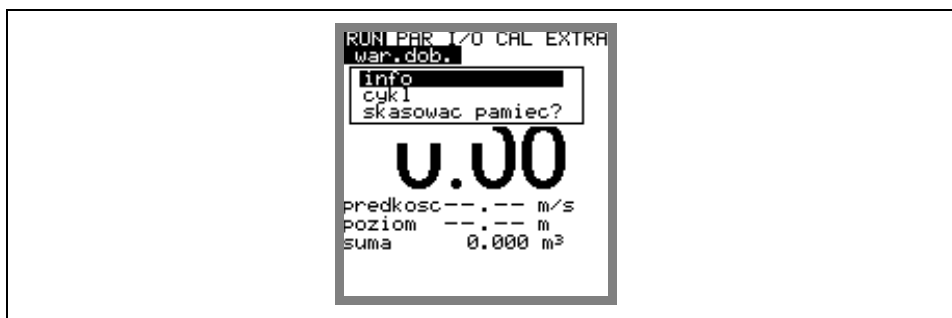 RUN PAR I/O CAL EXTRA
war.dob.
info
cykl
skasowac pamiec?
0.00
predkosc--.-- m/s
poziom --.-- m
suma 0.000 m³